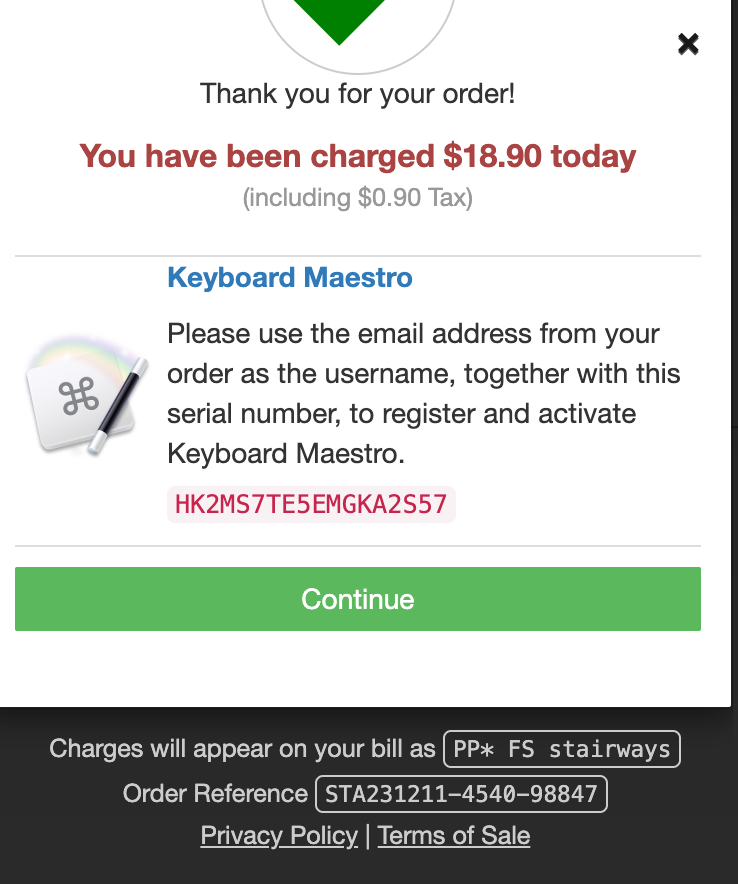 Thank you for your order!
You have been charged $18.90 today
(including $0.90 Tax)
Keyboard Maestro
Please use the email address from your
order as the username, together with this
serial number, to register and activate
Keyboard Maestro.
HK2MS7TE5EMGKA2S57
Continue
Charges will appear on your bill as PP* FS stairways
Order Reference STA231211-4540-98847
Privacy Policy | Terms of Sale